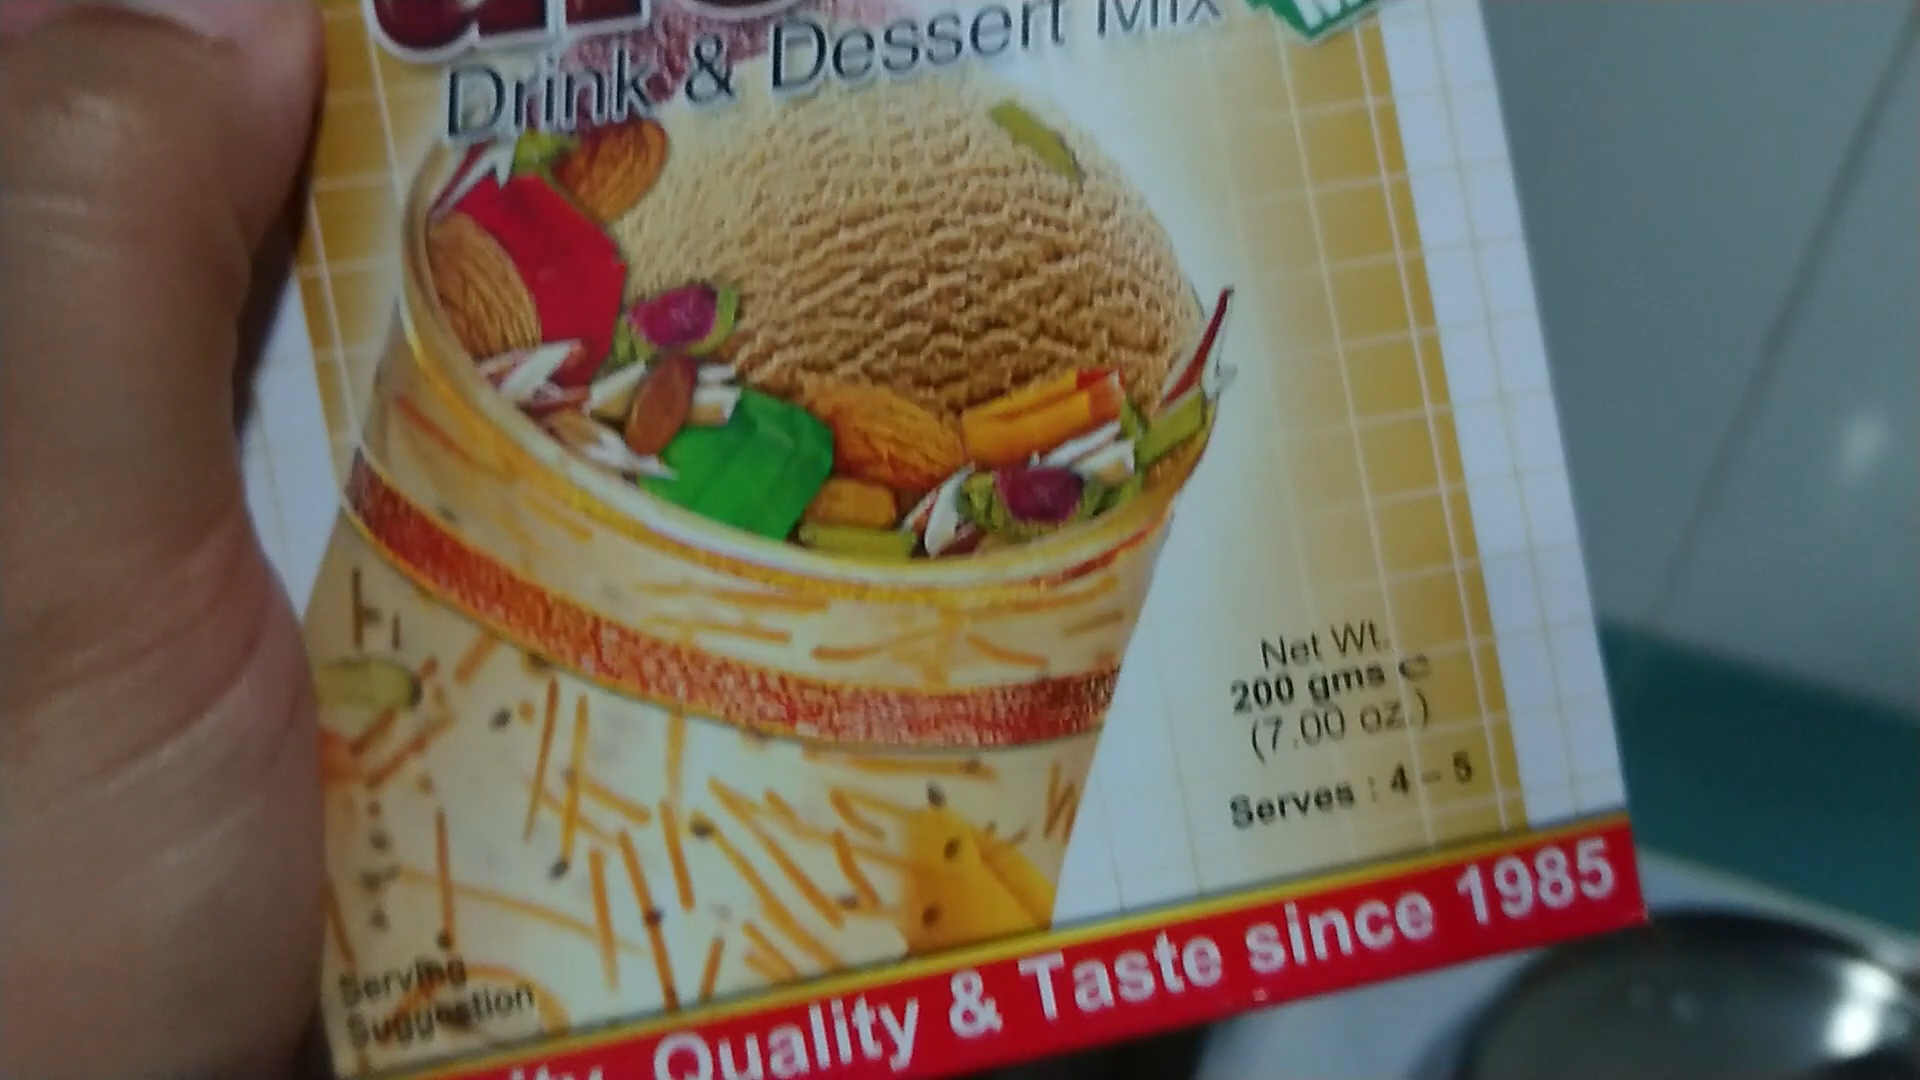 Drink & Dessert Mix
Net Wt.
200 gms e
(7.00 oz.)
Serves : 4 - 5
Serving
Suggestion
Quality & Taste since 1985